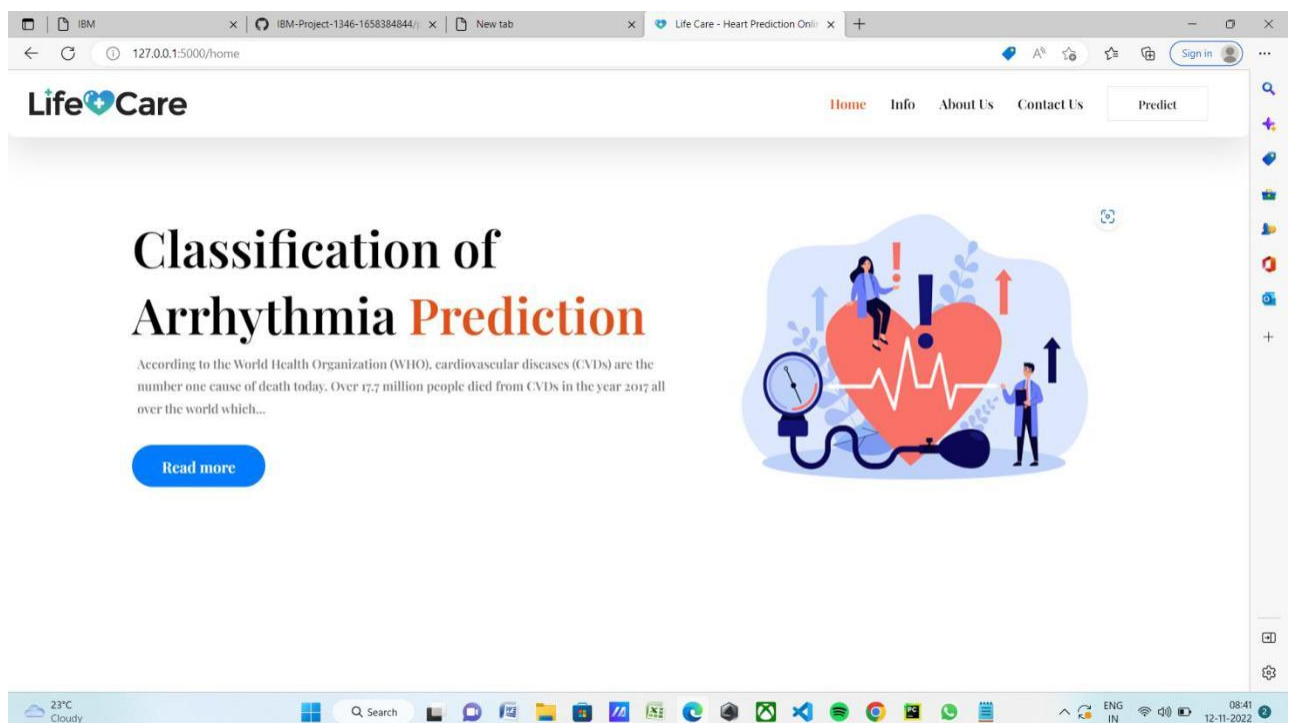 IBM
IBM-Project-1346-1658384844/
New tab
Life Care - Heart Prediction Onli
127.0.0.1:5000/home
Sign in
Life Care
Home Info About Us Contact Us Predict
Classification of
Arrhythmia Prediction
According to the World Health Organization (WHO), cardiovascular diseases (CVDs) are the
number one cause of death today. Over 17.7 million people died from CVDs in the year 2017 all
over the world which...
Read more
23°C
Cloudy
Search
ENG
IN
08:41
12-11-2022
2